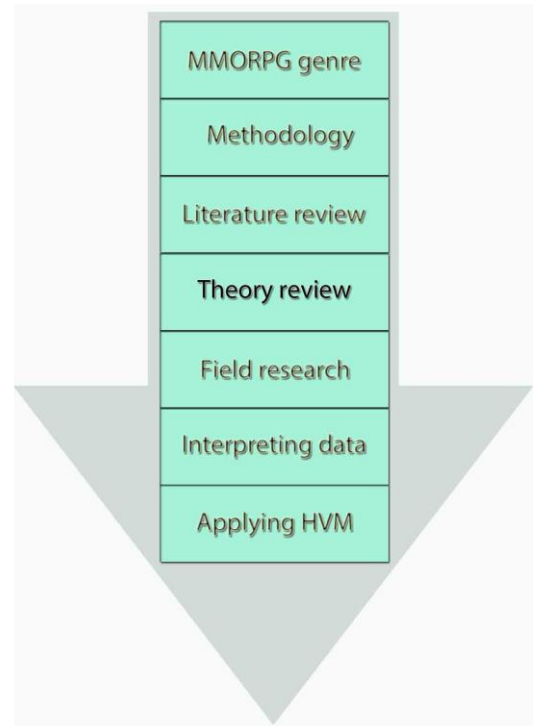 MMORPG genre
Methodology
Literature review
Theory review
Field research
Interpreting data
Applying HVM